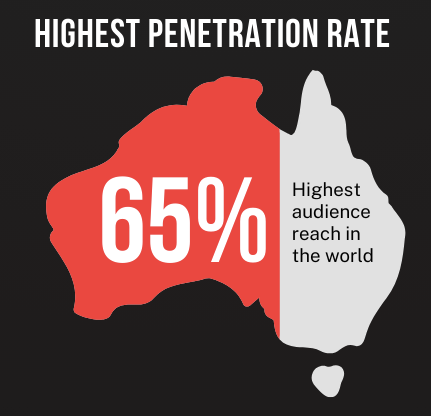 HIGHEST PENETRATION RATE
65%
Highest
audience
reach in
the world